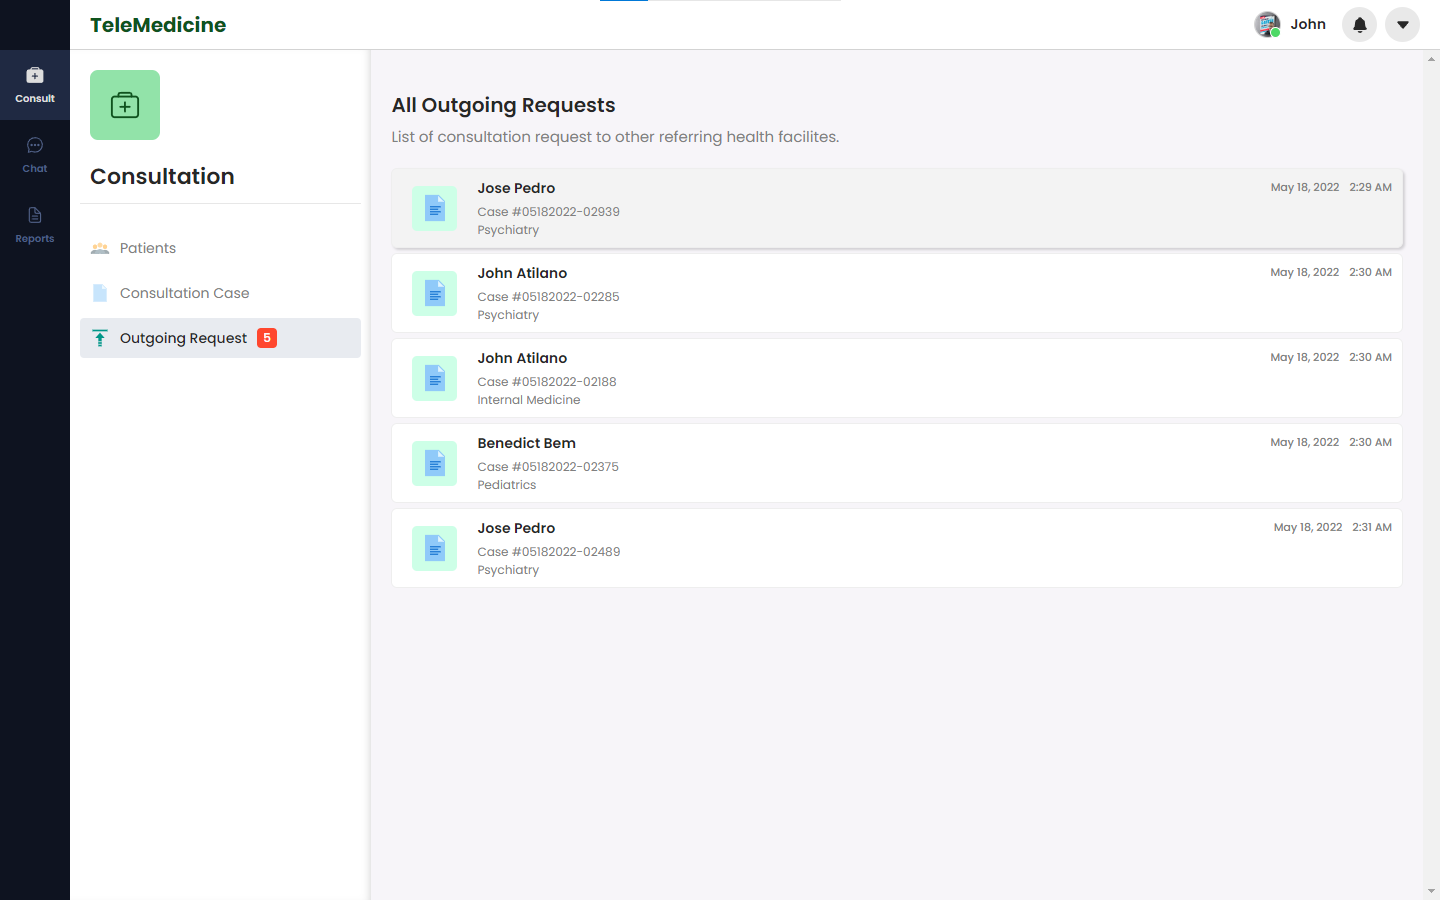 TeleMedicine
John
Consult
Chat
Reports
Consultation
Patients
Consultation Case
Outgoing Request 5
All Outgoing Requests
List of consultation request to other referring health facilites.
Jose Pedro
May 18, 2022 2:29 AM
Case #05182022-02939
Psychiatry
John Atilano
May 18, 2022 2:30 AM
Case #05182022-02285
Psychiatry
John Atilano
May 18, 2022 2:30 AM
Case #05182022-02188
Internal Medicine
Benedict Bem
May 18, 2022 2:30 AM
Case #05182022-02375
Pediatrics
Jose Pedro
May 18, 2022 2:31 AM
Case #05182022-02489
Psychiatry